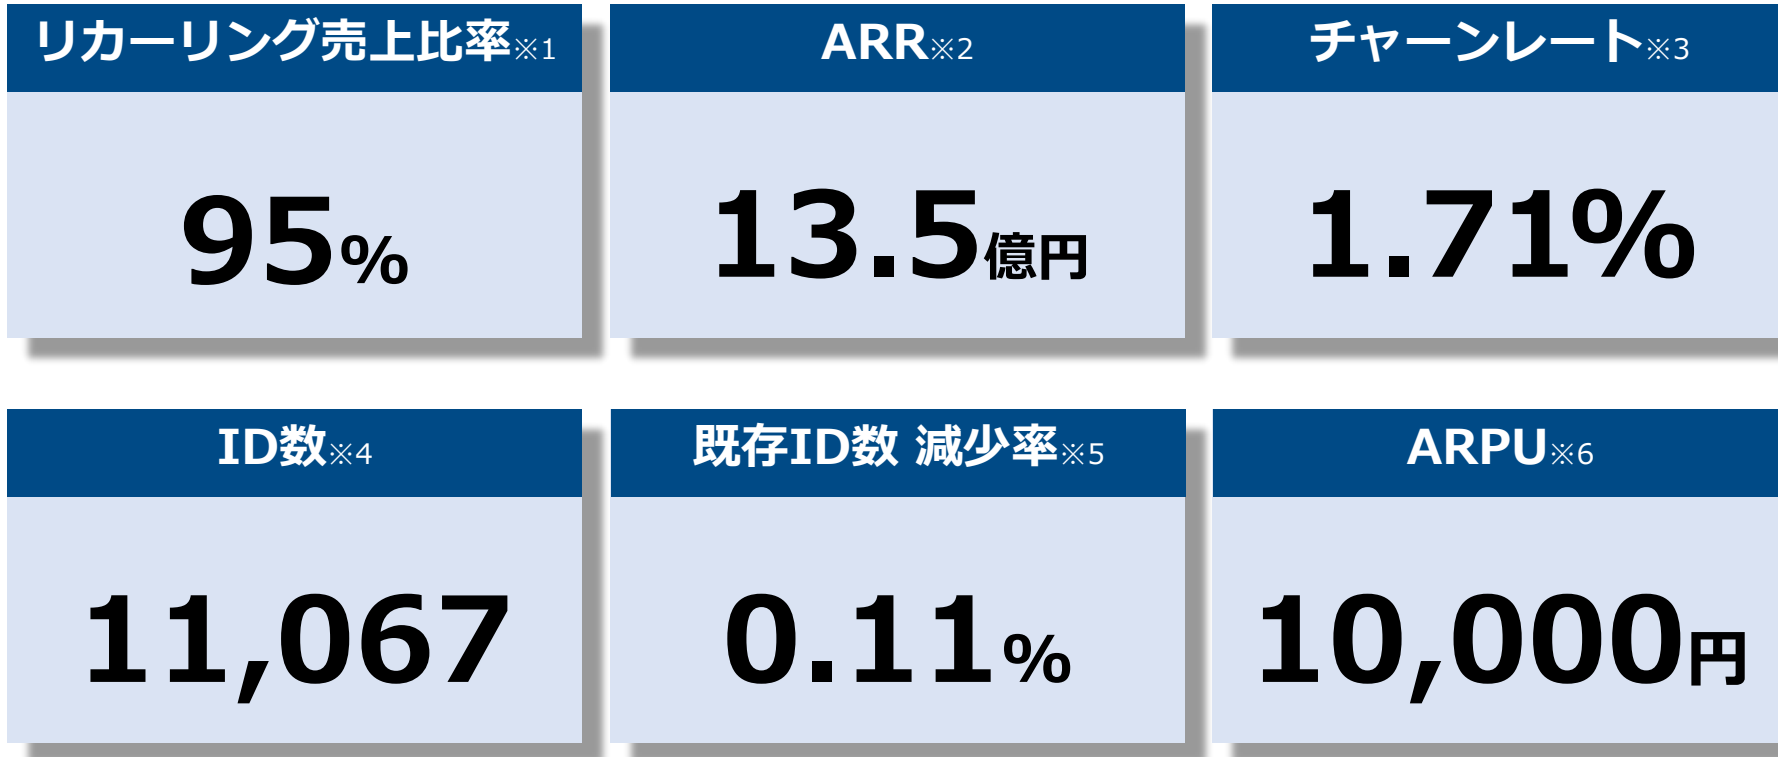 リカーリング売上比率※1
95%
ARR※2
13.5億円
チャーンレート※3
1.71%
ID数※4
11,067
既存ID数 減少率※5
0.11%
ARPU※6
10,000円